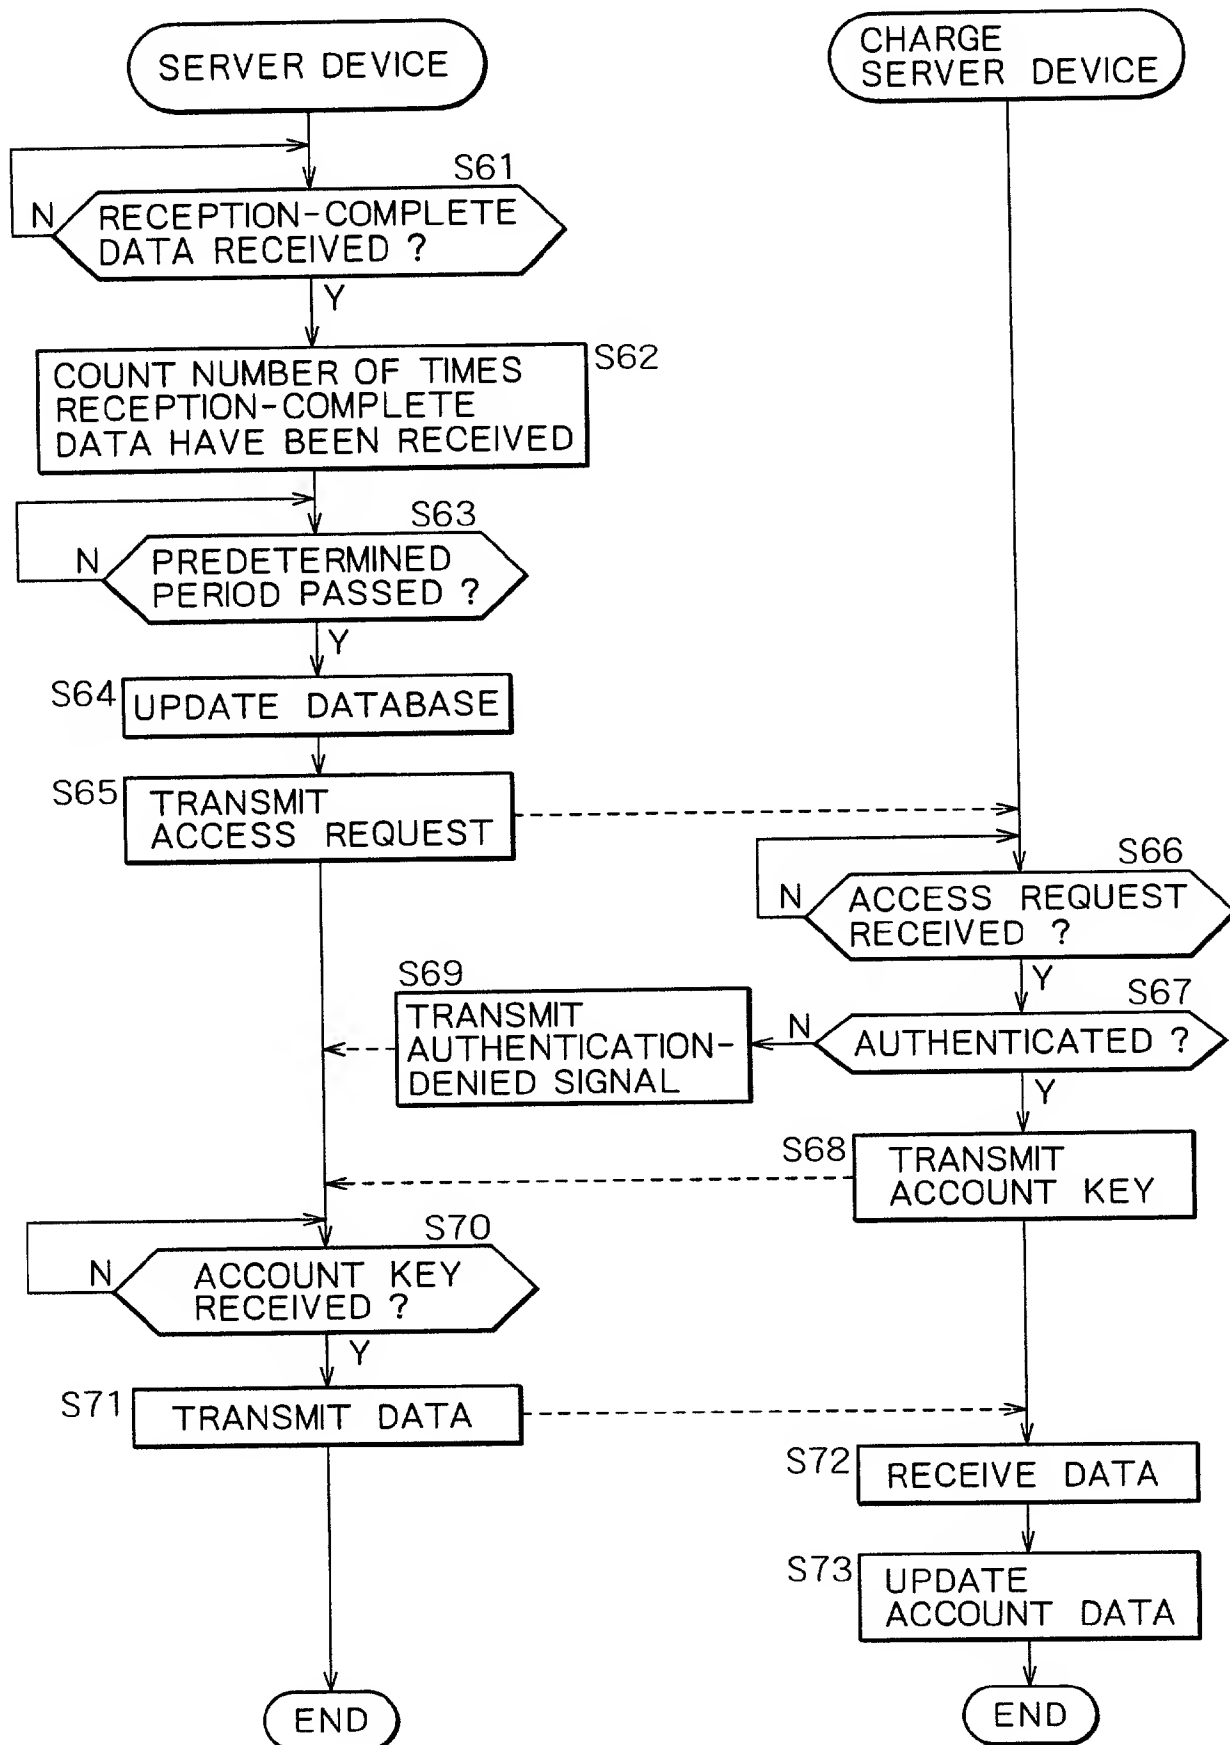 SERVER DEVICE
CHARGE
SERVER DEVICE
S61
N
RECEPTION-COMPLETE
DATA RECEIVED ?
Y
S62
COUNT NUMBER OF TIMES
RECEPTION-COMPLETE
DATA HAVE BEEN RECEIVED
S63
N
PREDETERMINED
PERIOD PASSED ?
Y
S64
UPDATE DATABASE
S65
TRANSMIT
ACCESS REQUEST
S66
N
ACCESS REQUEST
RECEIVED ?
Y
S67
N
AUTHENTICATED ?
Y
S69
TRANSMIT
AUTHENTICATION-
DENIED SIGNAL
S68
TRANSMIT
ACCOUNT KEY
S70
N
ACCOUNT KEY
RECEIVED ?
Y
S71
TRANSMIT DATA
S72
RECEIVE DATA
S73
UPDATE
ACCOUNT DATA
END
END